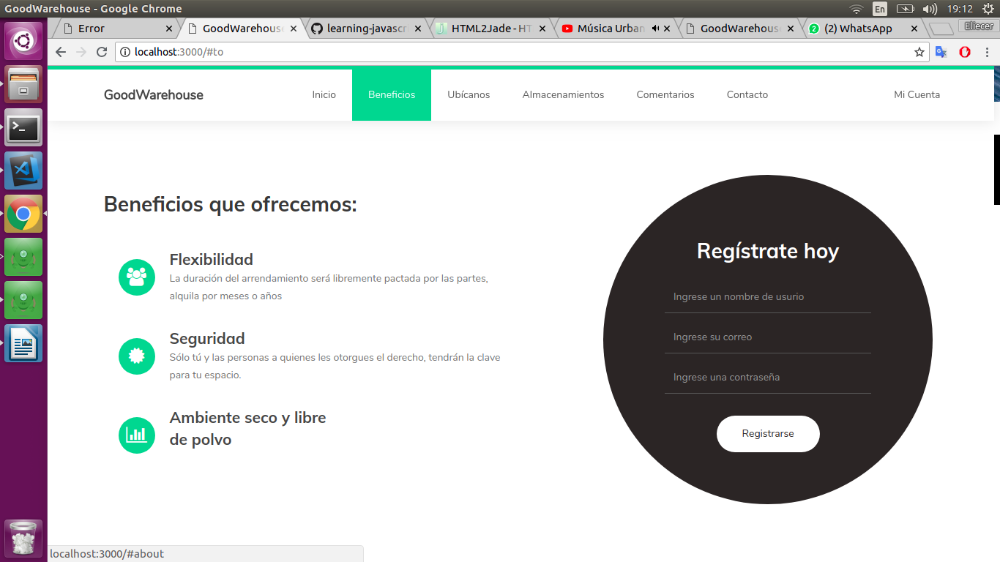 GoodWarehouse - Google Chrome
En
19:12
Error
GoodWarehouse
learning-javascr
HTML2Jade - HT
Música Urban
GoodWarehouse
(2) WhatsApp
Eliecer
localhost:3000/#to
GoodWarehouse
Inicio
Beneficios
Ubícanos
Almacenamientos
Comentarios
Contacto
Mi Cuenta
Beneficios que ofrecemos:
Flexibilidad
La duración del arrendamiento será libremente pactada por las partes,
alquila por meses o años
Seguridad
Sólo tú y las personas a quienes les otorgues el derecho, tendrán la clave
para tu espacio.
Ambiente seco y libre
de polvo
Regístrate hoy
Ingrese un nombre de usurio
Ingrese su correo
Ingrese una contraseña
Registrarse
localhost:3000/#about